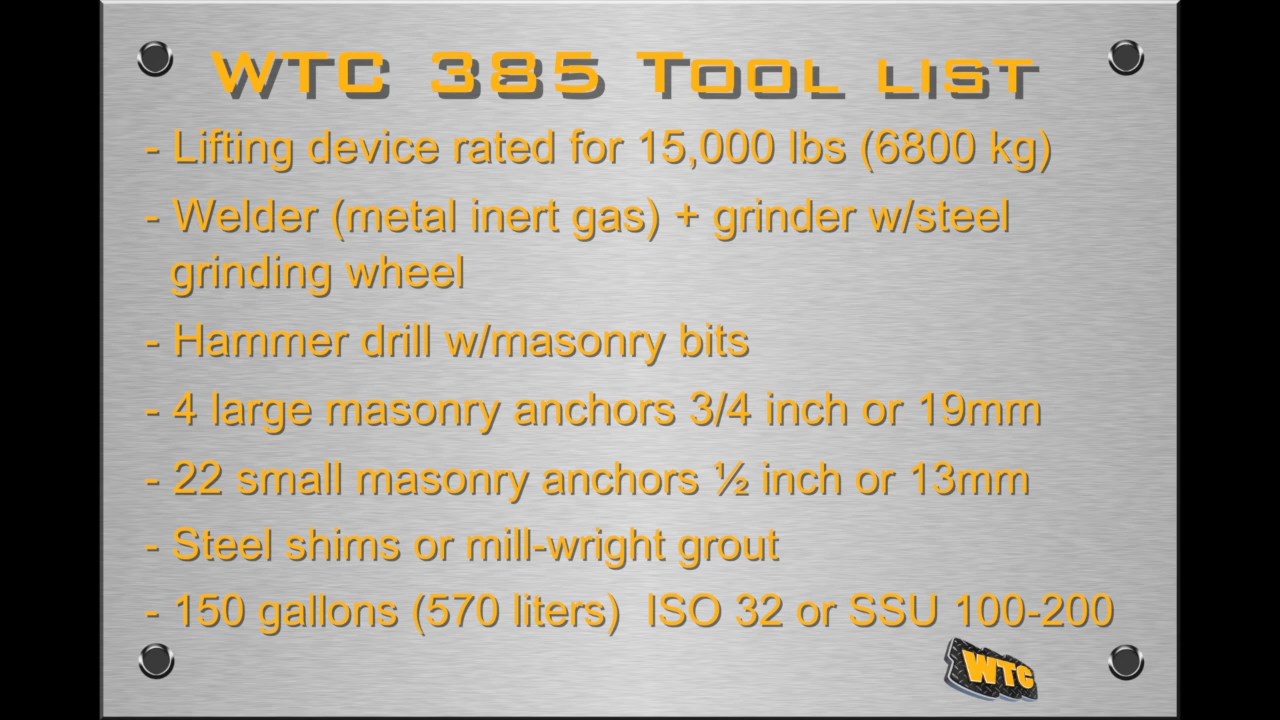 WTC 385 TOOL LIST
- Lifting device rated for 15,000 lbs (6800 kg)
- Welder (metal inert gas) + grinder w/steel
grinding wheel
- Hammer drill w/masonry bits
- 4 large masonry anchors 3/4 inch or 19mm
- 22 small masonry anchors ½ inch or 13mm
- Steel shims or mill-wright grout
- 150 gallons (570 liters)  ISO 32 or SSU 100-200
WTC